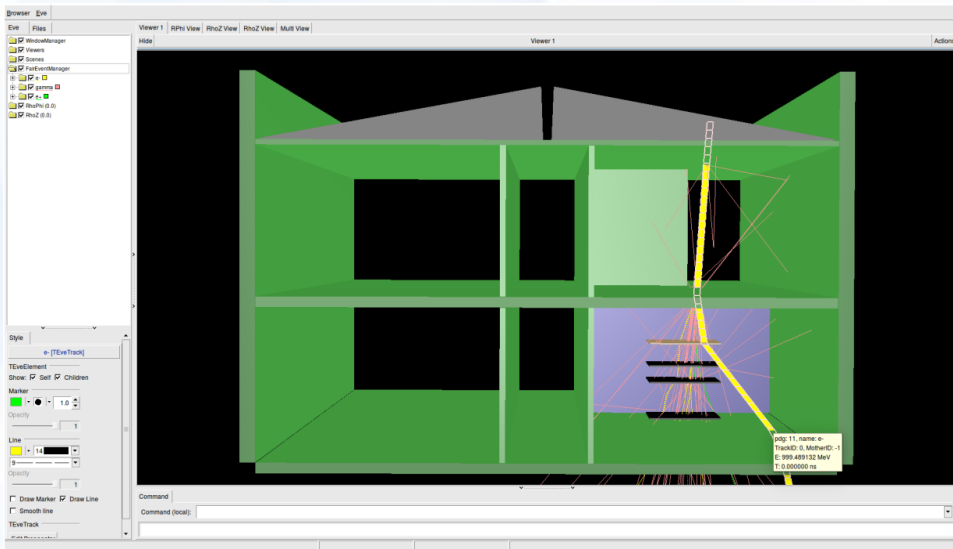 Browser Eve
Eve Files
WindowManager
Viewers
Scenes
FairEventManager
e-
gamma
e+
RhoPhi (0.0)
RhoZ (0.0)
Style
e- [TEveTrack]
TEveElement
Show: Self Children
Marker
1.0
Opacity
1
Line
14
9
Opacity
1
Draw Marker Draw Line
Smooth line
TEveTrack
Viewer 1 RPhi View RhoZ View RhoZ View Multi View
Hide Viewer 1 Actions
pdg: 11, name: e-
TrackID: 0, MotherID: -1
E: 999.489132 MeV
T: 0.000000 ns
Command
Command (local):